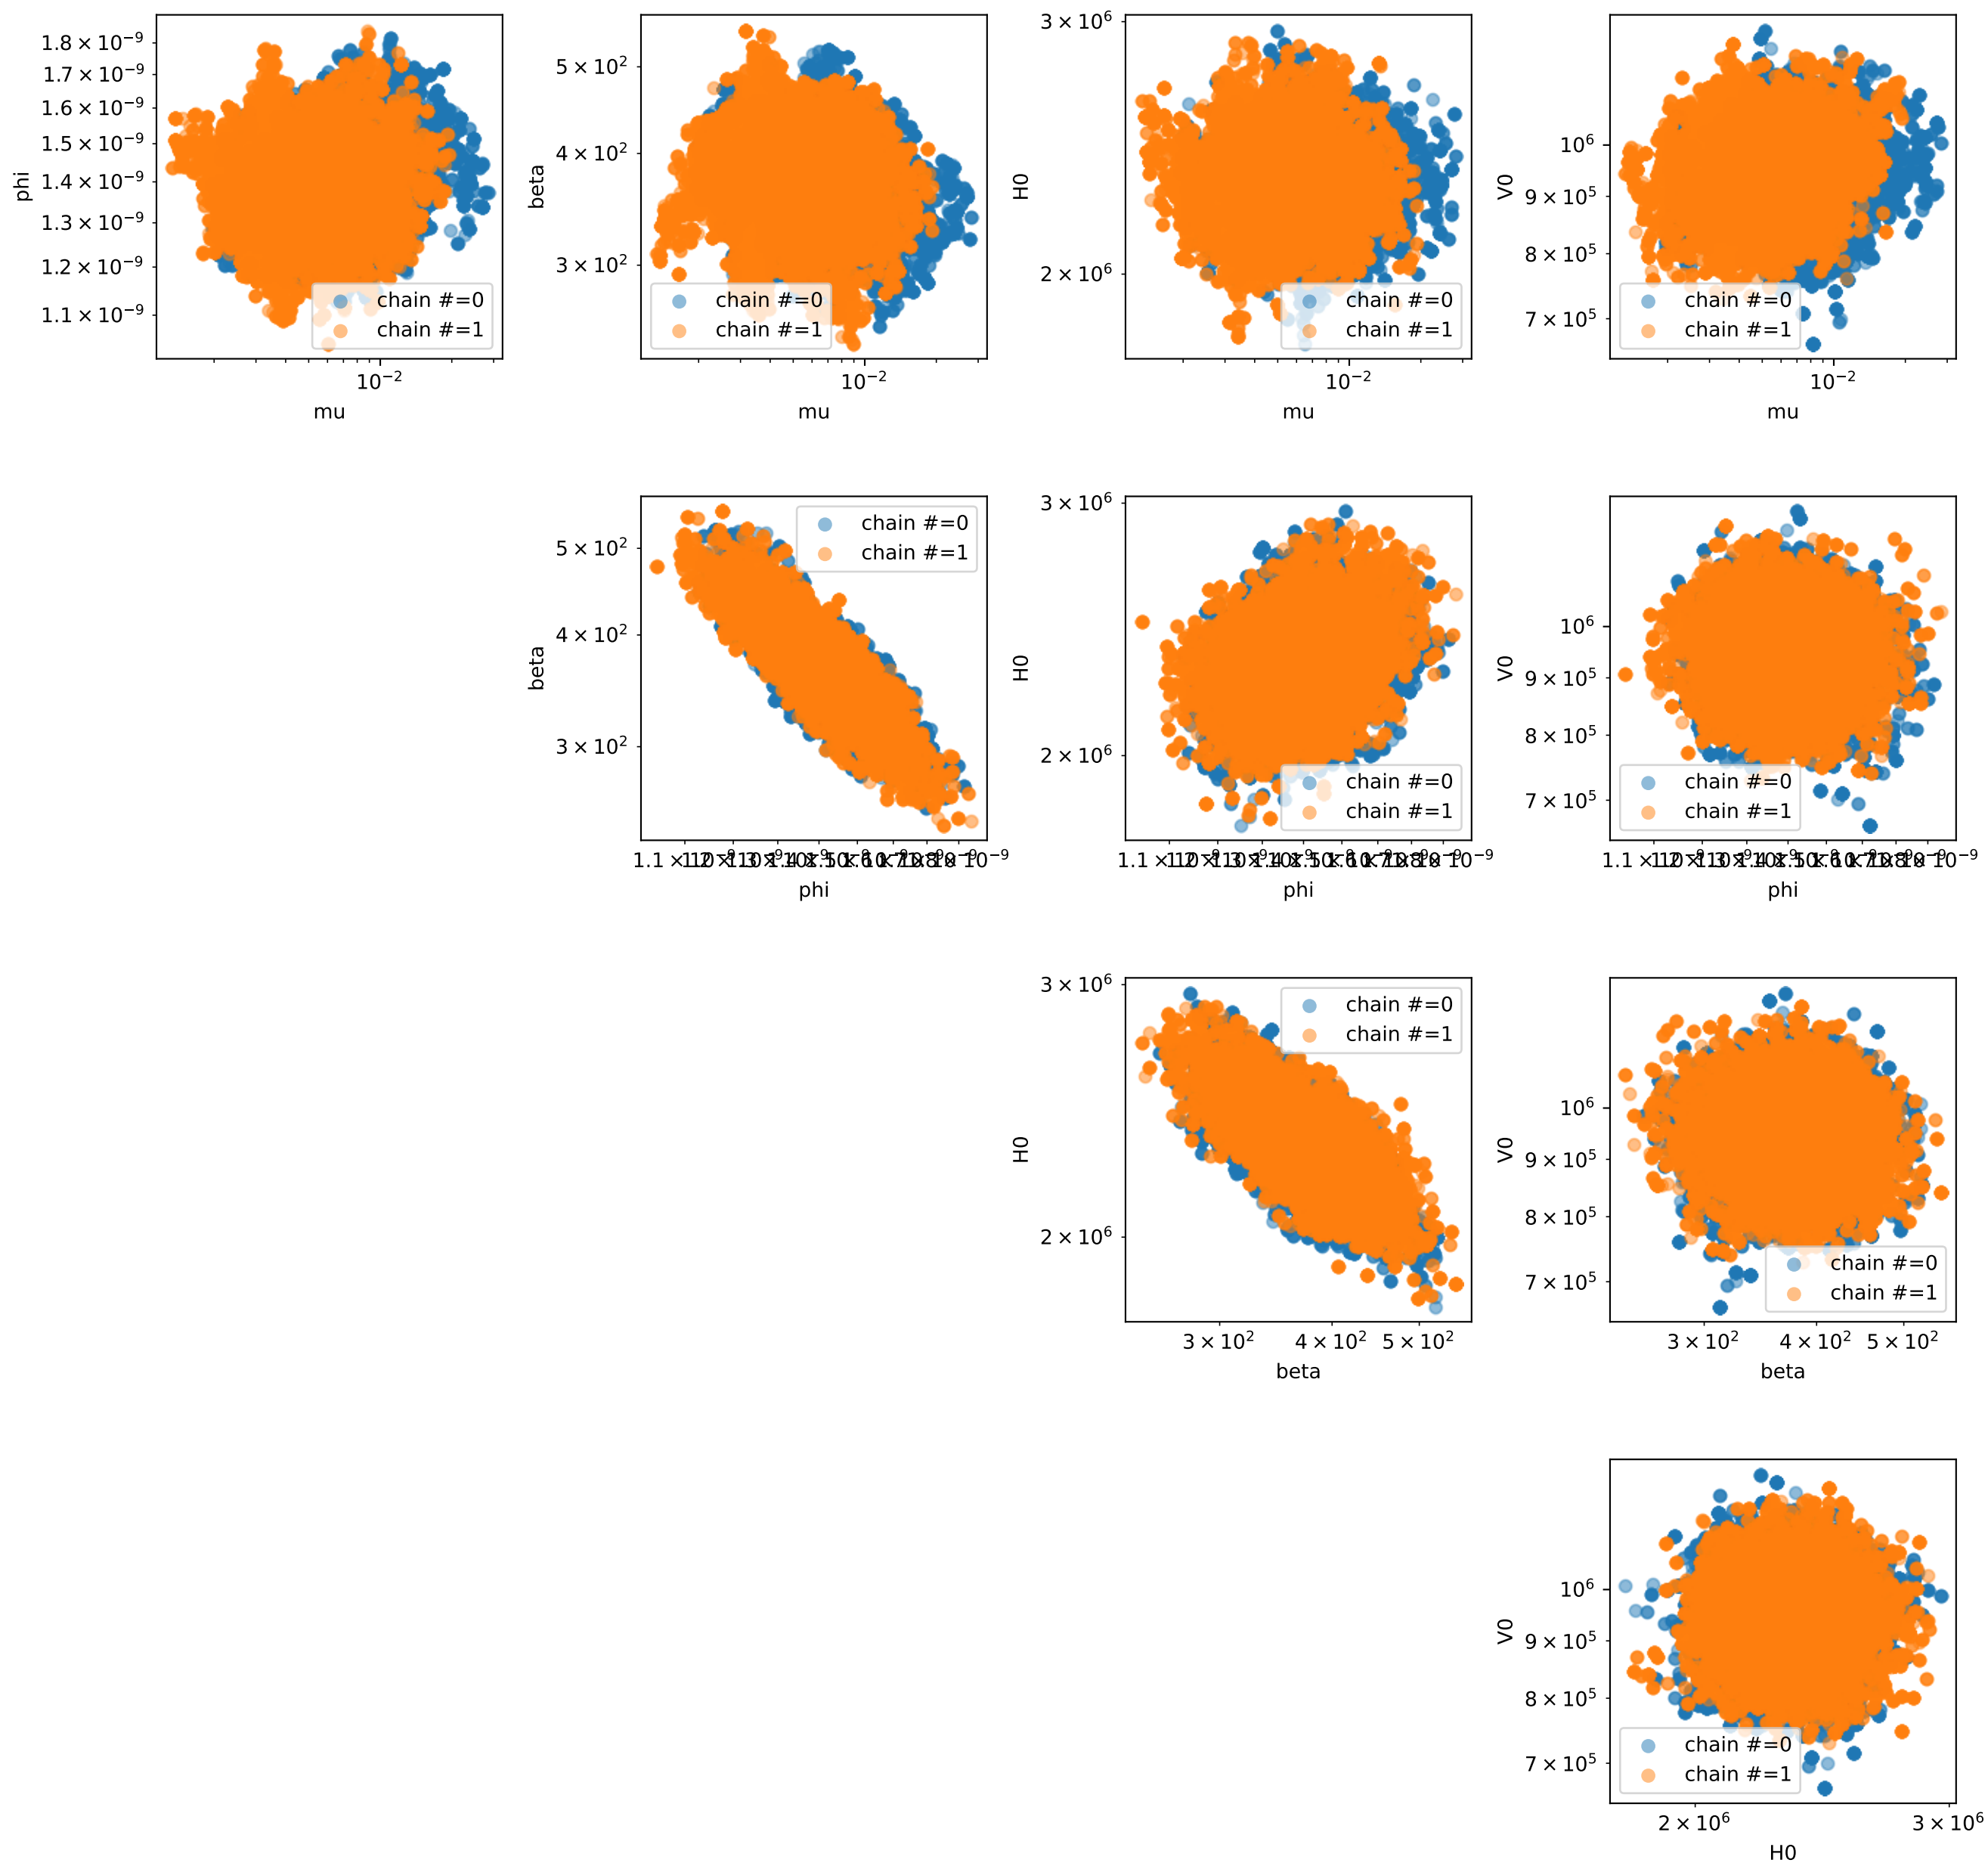 1.8 × 10⁻⁹
1.7 × 10⁻⁹
1.6 × 10⁻⁹
1.5 × 10⁻⁹
1.4 × 10⁻⁹
1.3 × 10⁻⁹
1.2 × 10⁻⁹
1.1 × 10⁻⁹
phi
chain #=0
chain #=1
10⁻²
mu
5 × 10²
4 × 10²
3 × 10²
beta
chain #=0
chain #=1
10⁻²
mu
3 × 10⁶
2 × 10⁶
H0
chain #=0
chain #=1
10⁻²
mu
10⁶
9 × 10⁵
8 × 10⁵
7 × 10⁵
V0
chain #=0
chain #=1
10⁻²
mu
5 × 10²
4 × 10²
3 × 10²
beta
chain #=0
chain #=1
phi
3 × 10⁶
2 × 10⁶
H0
chain #=0
chain #=1
phi
10⁶
9 × 10⁵
8 × 10⁵
7 × 10⁵
V0
chain #=0
chain #=1
phi
3 × 10⁶
2 × 10⁶
H0
chain #=0
chain #=1
3 × 10² 4 × 10² 5 × 10²
beta
10⁶
9 × 10⁵
8 × 10⁵
7 × 10⁵
V0
chain #=0
chain #=1
3 × 10² 4 × 10² 5 × 10²
beta
10⁶
9 × 10⁵
8 × 10⁵
7 × 10⁵
V0
chain #=0
chain #=1
2 × 10⁶ 3 × 10⁶
H0